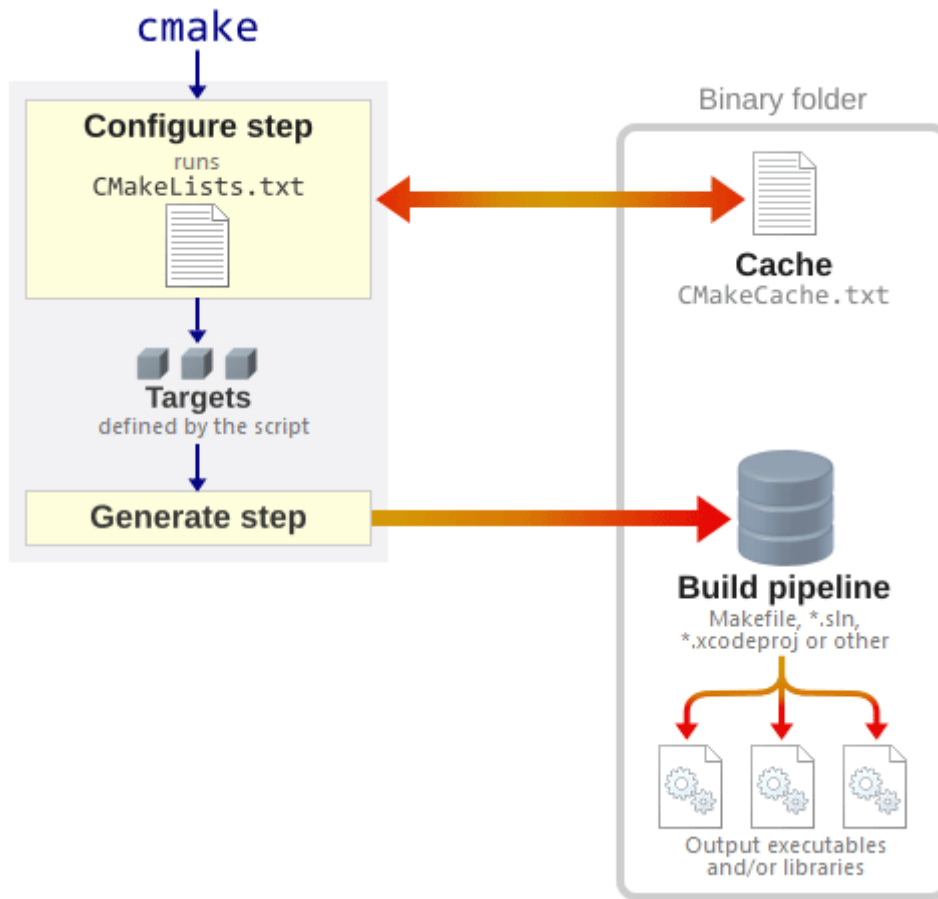 cmake
Configure step
runs
CMakeLists.txt
Targets
defined by the script
Generate step
Binary folder
Cache
CMakeCache.txt
Build pipeline
Makefile, *.sln,
*.xcodeproj or other
Output executables
and/or libraries